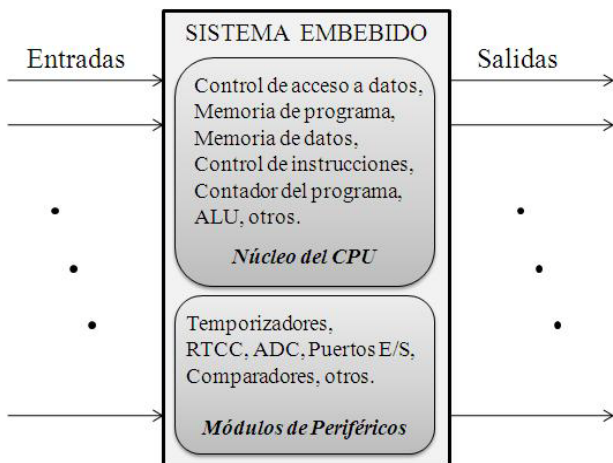 SISTEMA EMBEBIDO
Entradas
Salidas
Control de acceso a datos,
Memoria de programa,
Memoria de datos,
Control de instrucciones,
Contador del programa,
ALU, otros.
Núcleo del CPU
Temporizadores,
RTCC, ADC, Puertos E/S,
Comparadores, otros.
Módulos de Periféricos